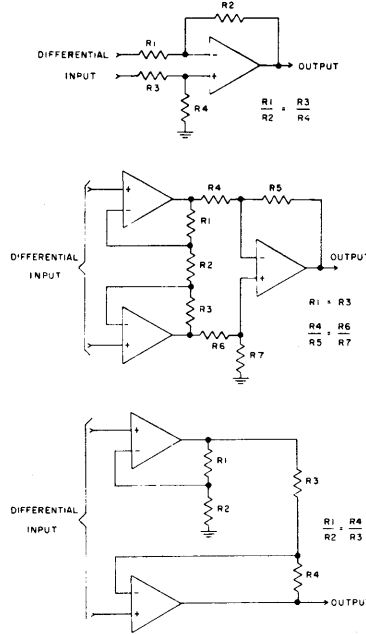 R2
DIFFERENTIAL
R1
-
OUTPUT
INPUT
R3
+
R4
R1/R2 = R3/R4
+
-
R4
R5
R1
DIFFERENTIAL
INPUT
R2
-
+
OUTPUT
R1 = R3
-
+
R3
R6
R7
R4/R5 = R6/R7
+
-
R1
R2
R3
DIFFERENTIAL
INPUT
R1/R2 = R4/R3
-
+
R4
OUTPUT